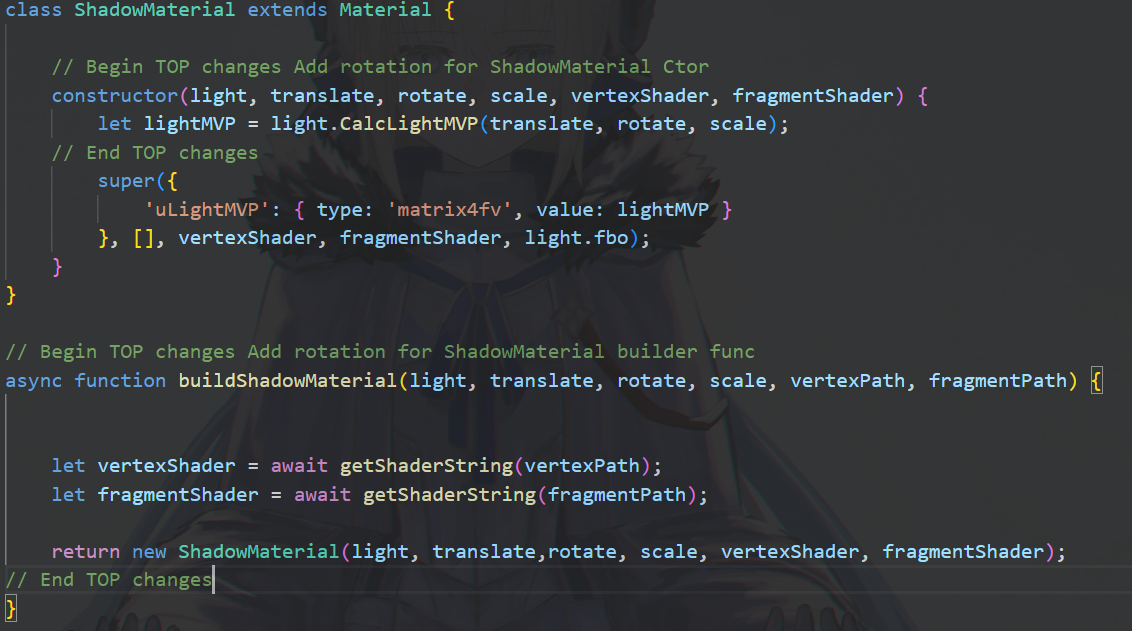 class ShadowMaterial extends Material {
// Begin TOP changes Add rotation for ShadowMaterial Ctor
constructor(light, translate, rotate, scale, vertexShader, fragmentShader) {
let lightMVP = light.CalcLightMVP(translate, rotate, scale);
// End TOP changes
super({
'uLightMVP': { type: 'matrix4fv', value: lightMVP }
}, [], vertexShader, fragmentShader, light.fbo);
}
}
// Begin TOP changes Add rotation for ShadowMaterial builder func
async function buildShadowMaterial(light, translate, rotate, scale, vertexPath, fragmentPath) {
let vertexShader = await getShaderString(vertexPath);
let fragmentShader = await getShaderString(fragmentPath);
return new ShadowMaterial(light, translate,rotate, scale, vertexShader, fragmentShader);
// End TOP changes
}